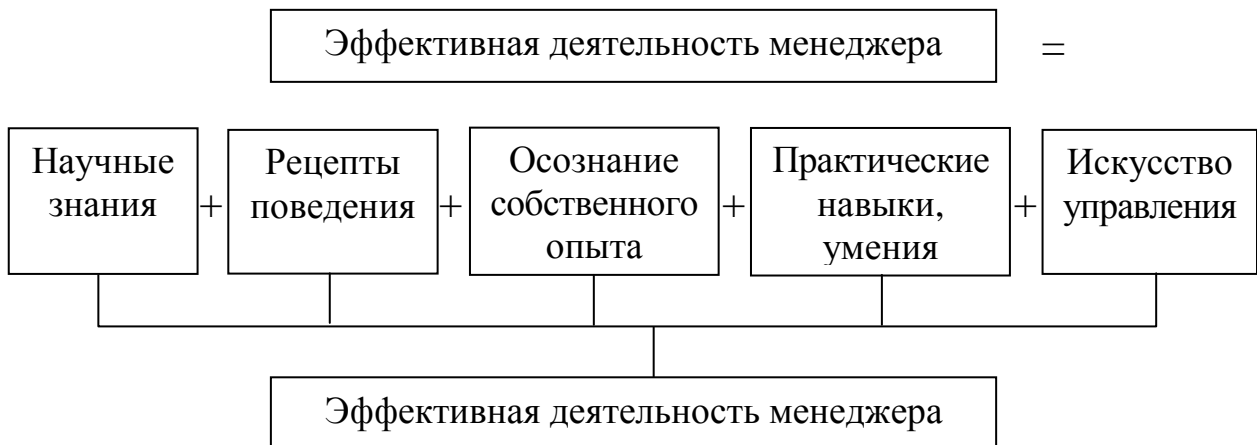 Эффективная деятельность менеджера =
Научные
знания
+
Рецепты
поведения
+
Осознание
собственного
опыта
+
Практические
навыки,
умения
+
Искусство
управления
Эффективная деятельность менеджера